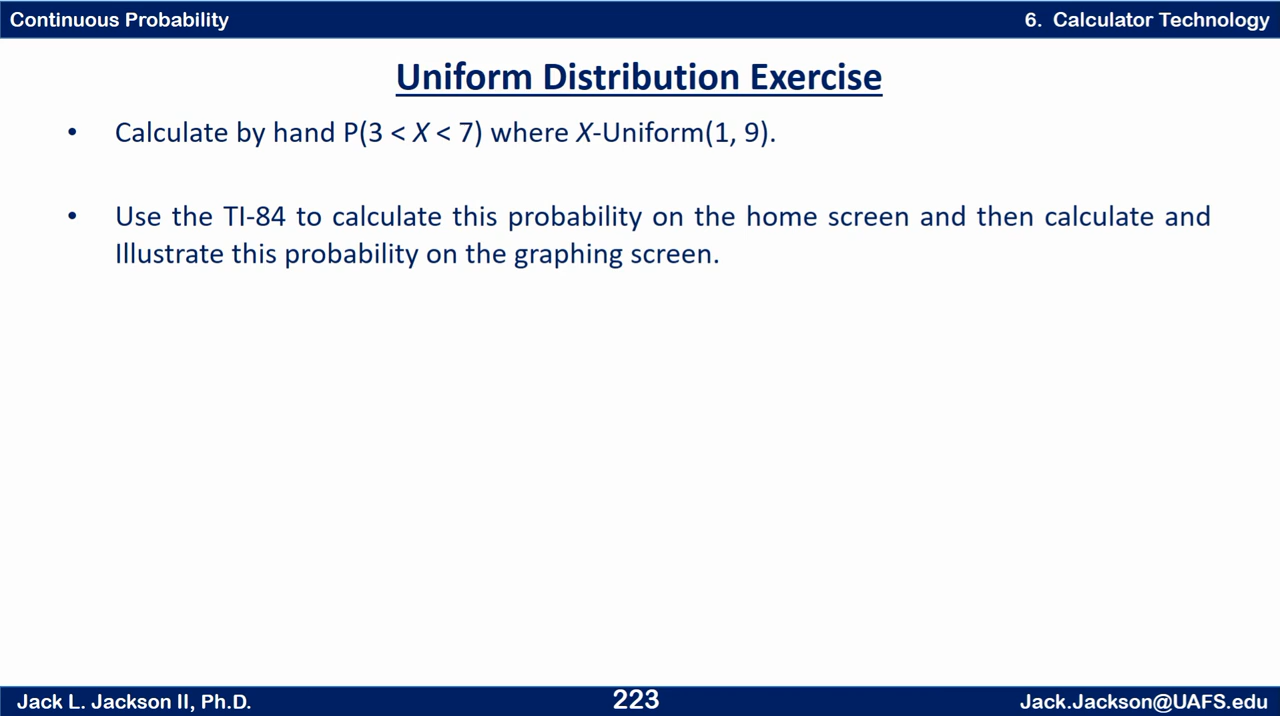 Continuous Probability
6. Calculator Technology
Uniform Distribution Exercise
• Calculate by hand P(3 < X < 7) where X-Uniform(1, 9).
• Use the TI-84 to calculate this probability on the home screen and then calculate and
Illustrate this probability on the graphing screen.
Jack L. Jackson II, Ph.D.
223
Jack.Jackson@UAFS.edu